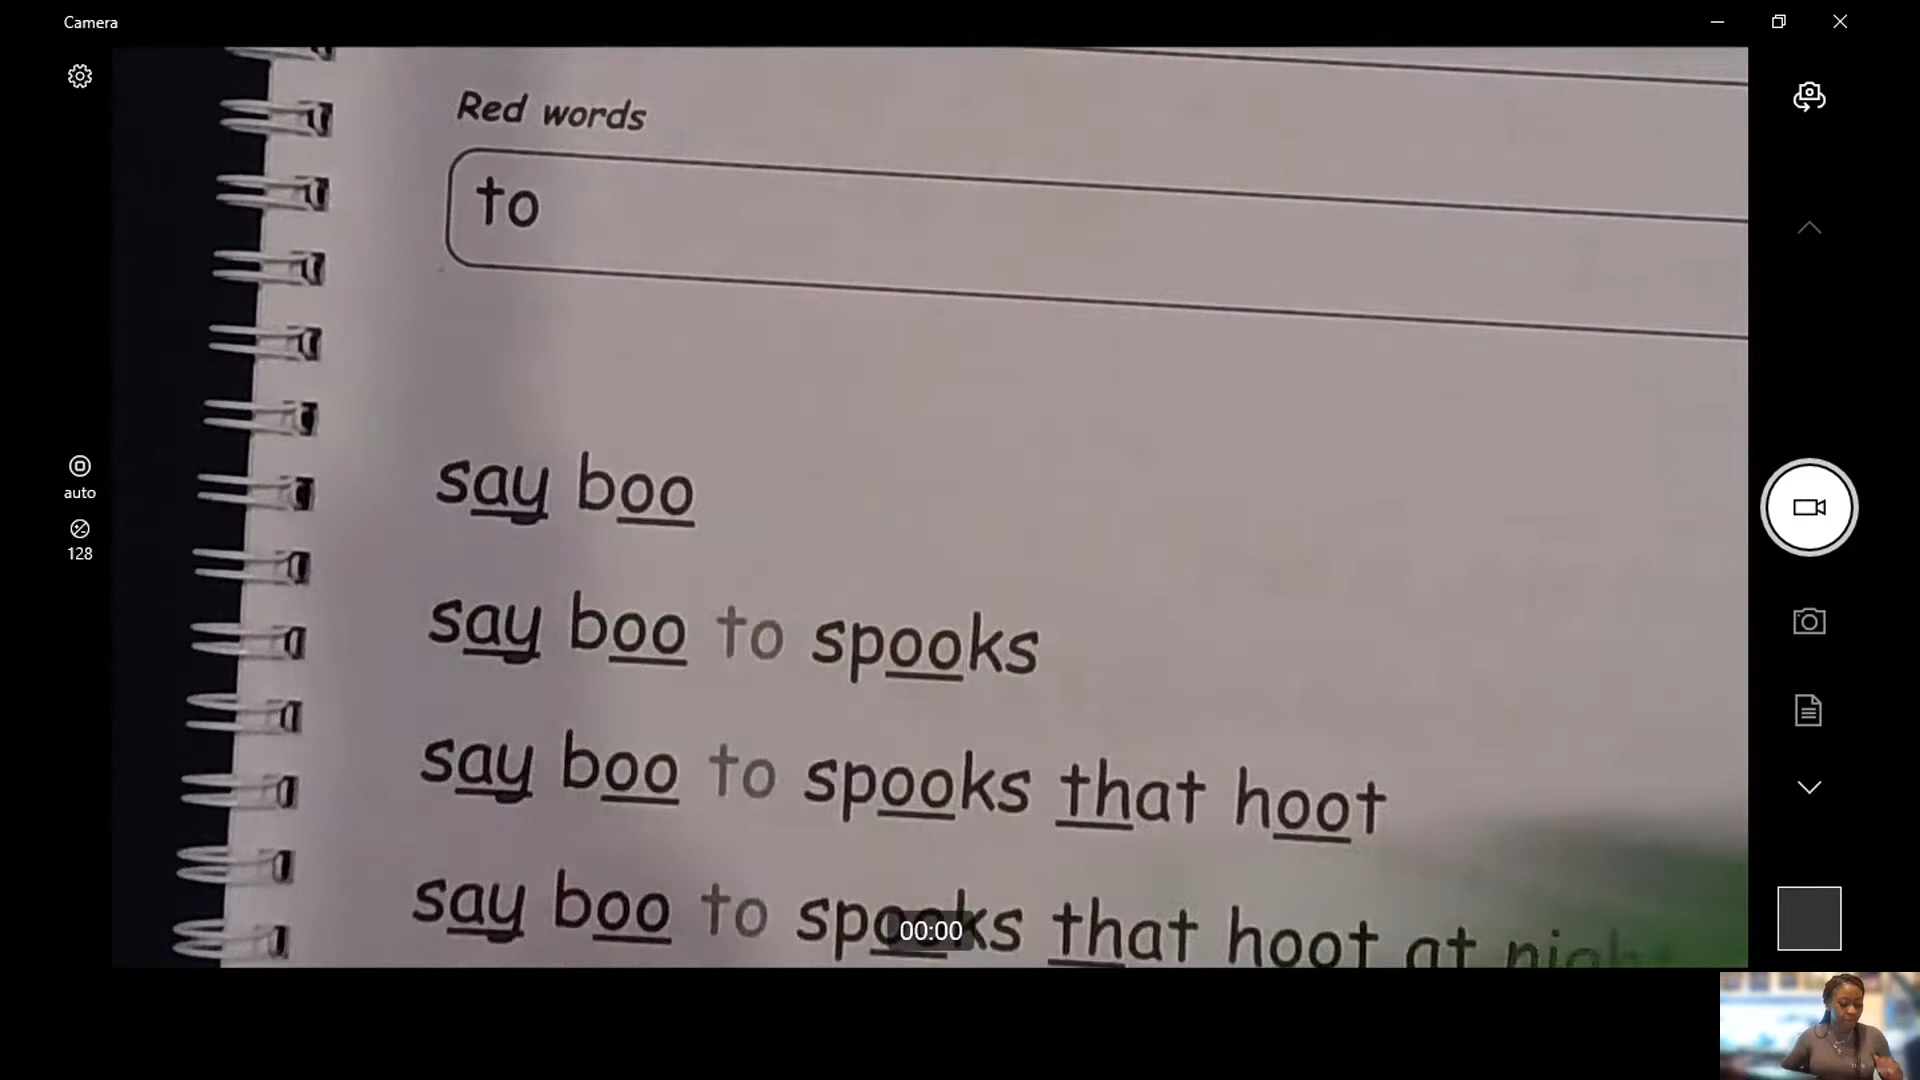 Camera
Red words
to
say boo
say boo to spooks
say boo to spooks that hoot
auto
128
say boo to spooks that hoot at night
00:00